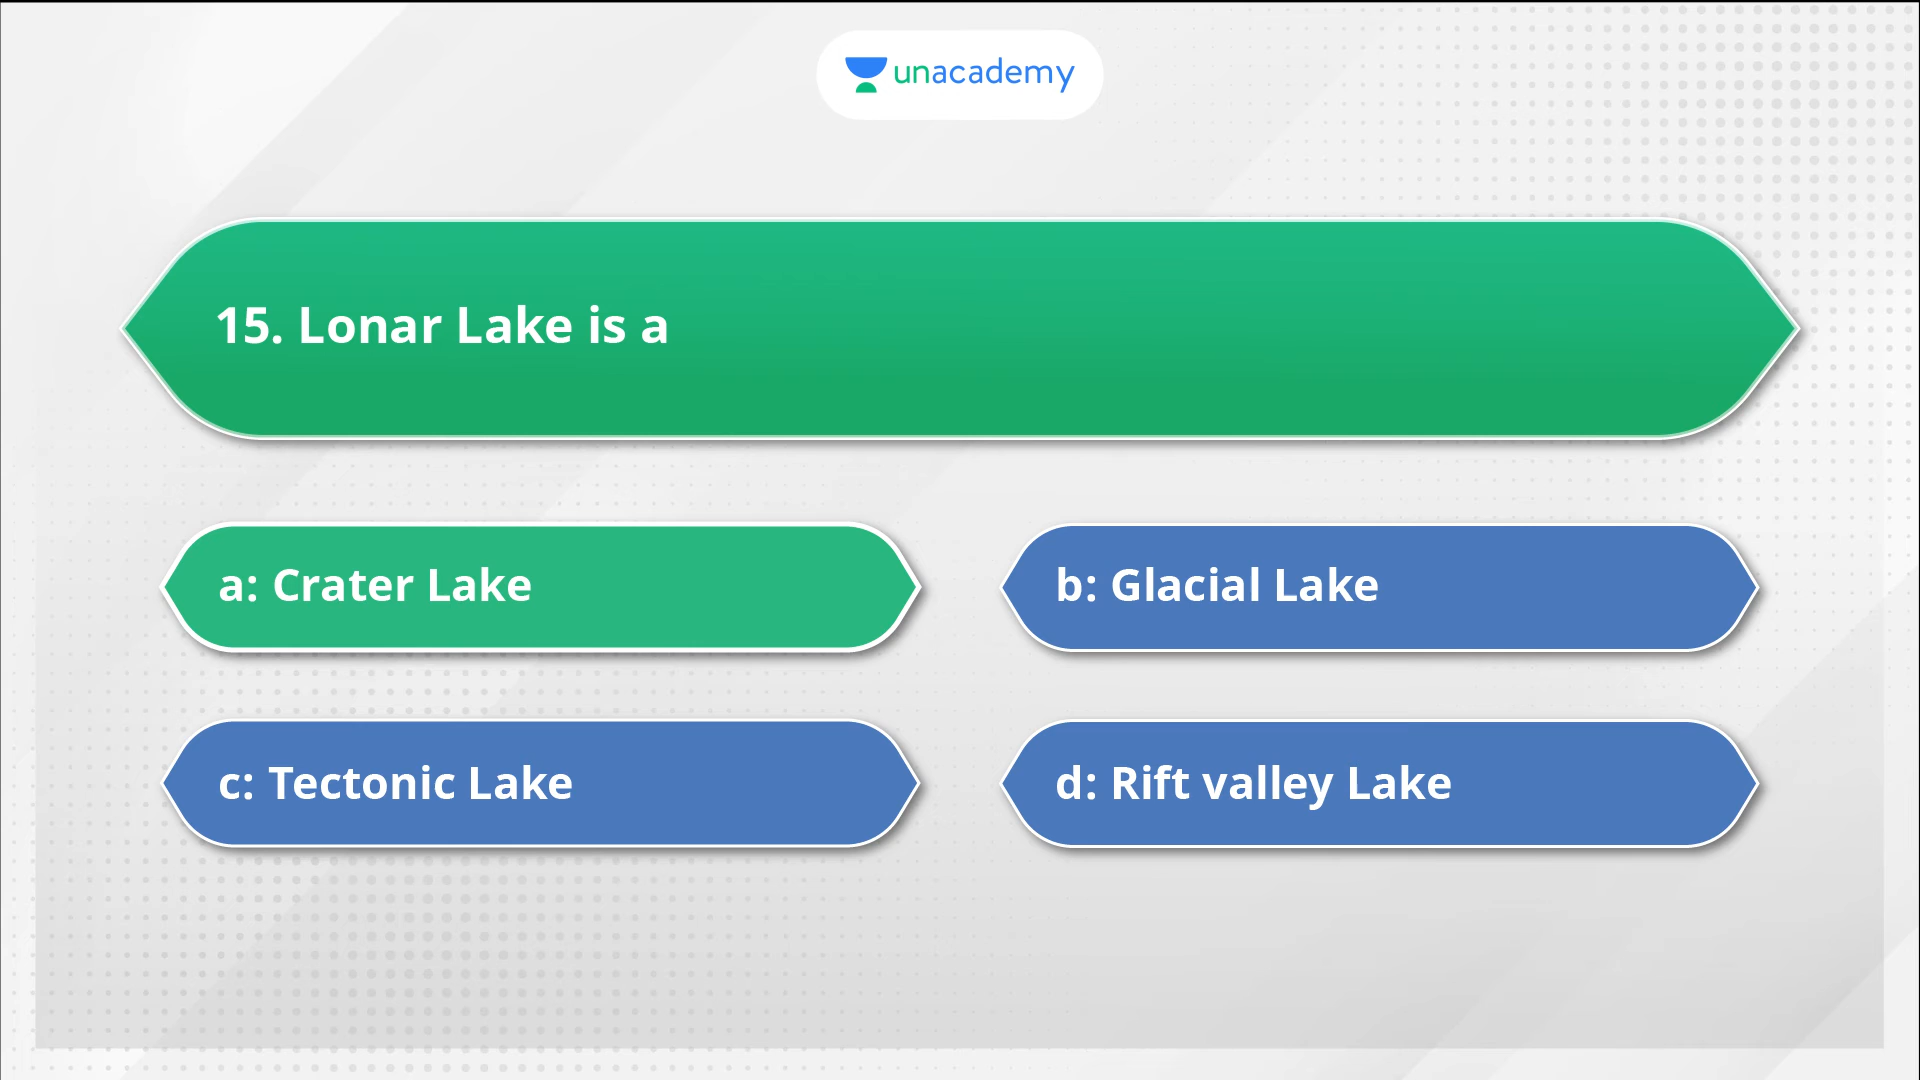 unacademy
15. Lonar Lake is a
a: Crater Lake
b: Glacial Lake
c: Tectonic Lake
d: Rift valley Lake